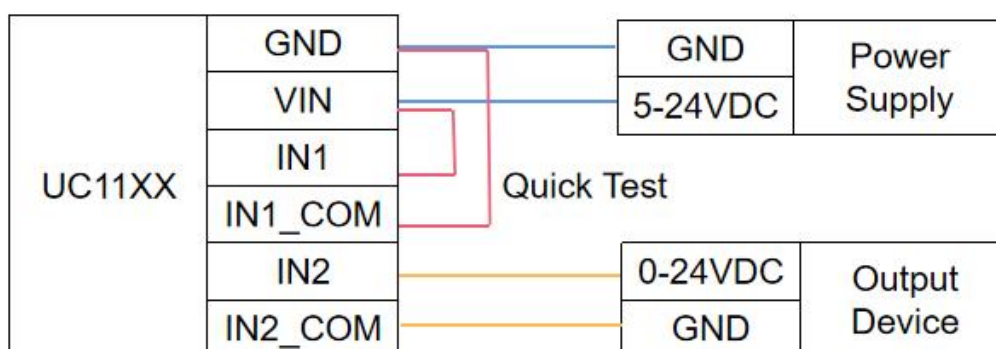 UC11XX
GND
VIN
IN1
IN1_COM
IN2
IN2_COM
Quick Test
GND
5-24VDC
Power
Supply
0-24VDC
GND
Output
Device